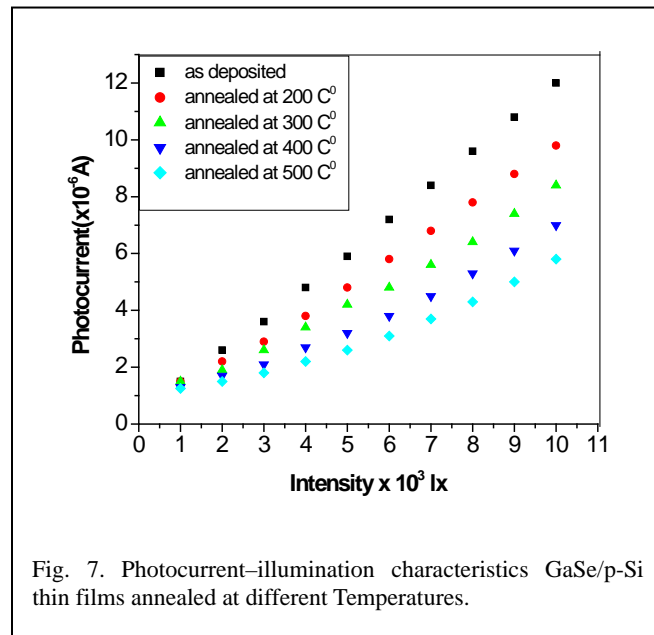 as deposited
annealed at 200 C⁰
annealed at 300 C⁰
annealed at 400 C⁰
annealed at 500 C⁰
Photocurrent(x10⁻⁶A)
12
10
8
6
4
2
0
0 1 2 3 4 5 6 7 8 9 10 11
Intensity x 10³ lx
Fig. 7. Photocurrent–illumination characteristics GaSe/p-Si
thin films annealed at different Temperatures.